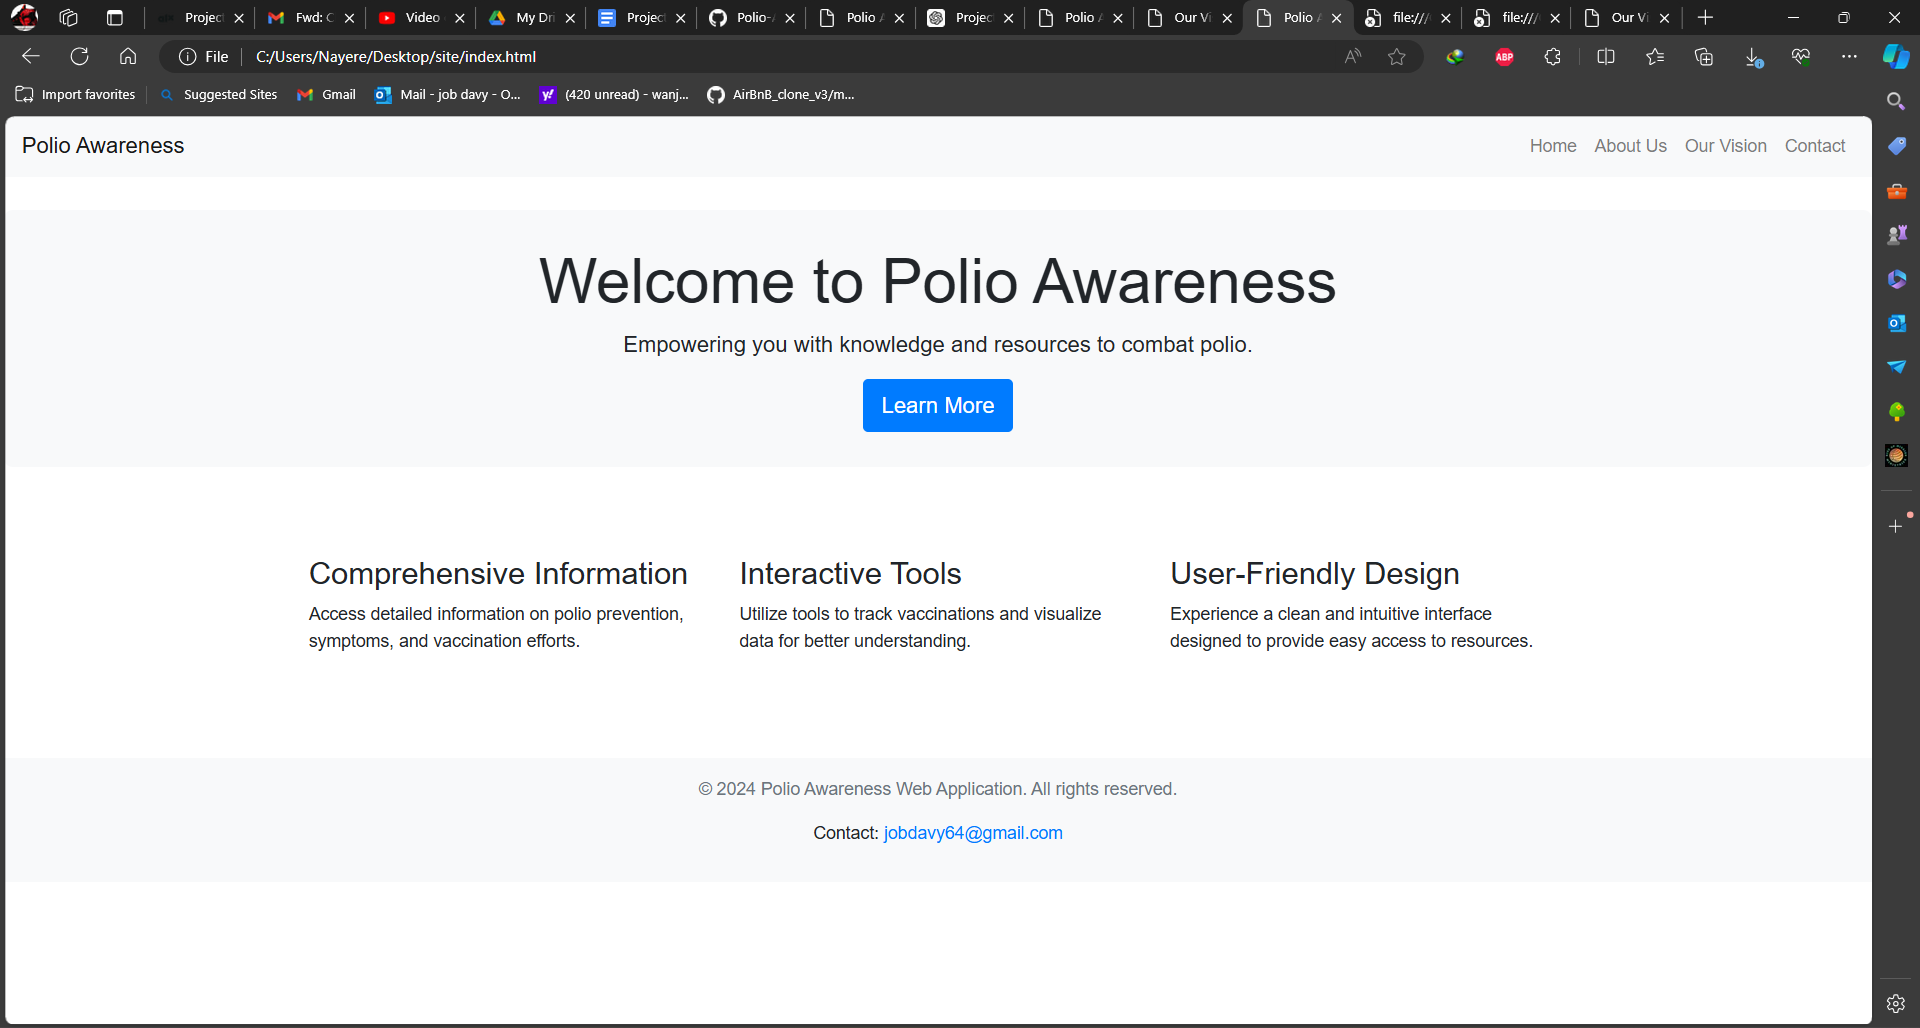 Projec
Fwd: C
Video
My Dri
Projec
Polio-
Polio
Projec
Polio
Our Vi
Polio
file:///
file:///
Our Vi
File
C:/Users/Nayere/Desktop/site/index.html
ABP
Import favorites
Suggested Sites
Gmail
Mail - job davy - O...
(420 unread) - wanj...
AirBnB_clone_v3/m...
Polio Awareness
Home
About Us
Our Vision
Contact
Welcome to Polio Awareness
Empowering you with knowledge and resources to combat polio.
Learn More
Comprehensive Information
Access detailed information on polio prevention,
symptoms, and vaccination efforts.
Interactive Tools
Utilize tools to track vaccinations and visualize
data for better understanding.
User-Friendly Design
Experience a clean and intuitive interface
designed to provide easy access to resources.
© 2024 Polio Awareness Web Application. All rights reserved.
Contact: jobdavy64@gmail.com